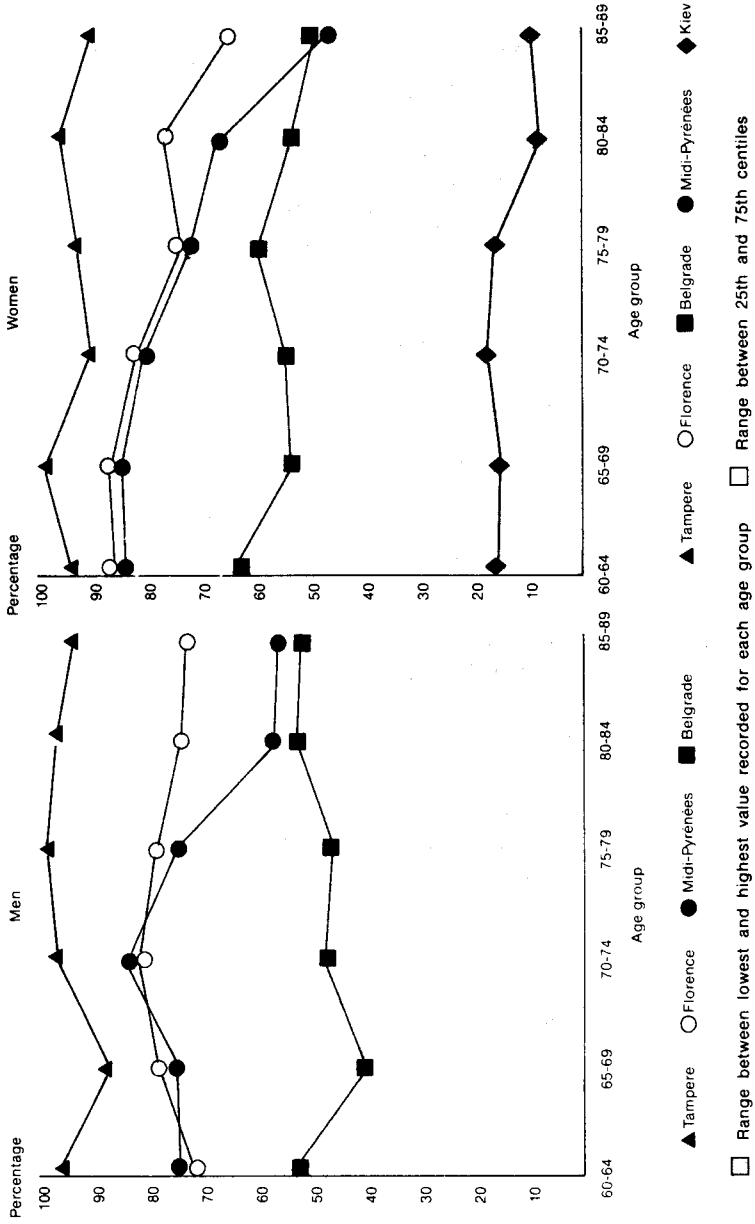 Men
Percentage
100
90
80
70
60
50
40
30
20
10
60-64 65-69 70-74 75-79 80-84 85-89
Age group
▲ Tampere ○ Florence ● Midi-Pyrénées ■ Belgrade
Women
Percentage
100
90
80
70
60
50
40
30
20
10
60-64 65-69 70-74 75-79 80-84 85-89
Age group
▲ Tampere ○ Florence ■ Belgrade ● Midi-Pyrénées ◆ Kiev
□ Range between lowest and highest value recorded for each age group □ Range between 25th and 75th centiles